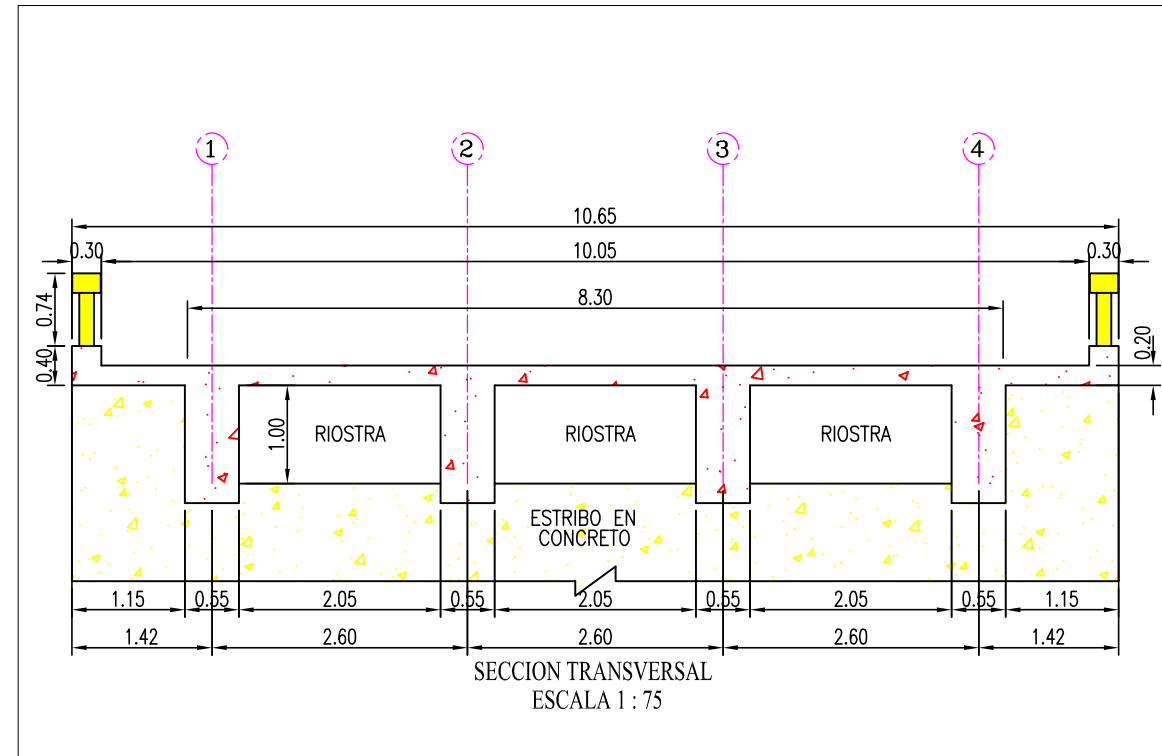 1 2 3 4
10.65
0.30 10.05 0.30
8.30
0.74
0.40
0.20
1.00
RIOSTRA RIOSTRA RIOSTRA
ESTRIBO EN
CONCRETO
1.15 0.55 2.05 0.55 2.05 0.55 2.05 0.55 1.15
1.42 2.60 2.60 2.60 1.42
SECCION TRANSVERSAL
ESCALA 1 : 75